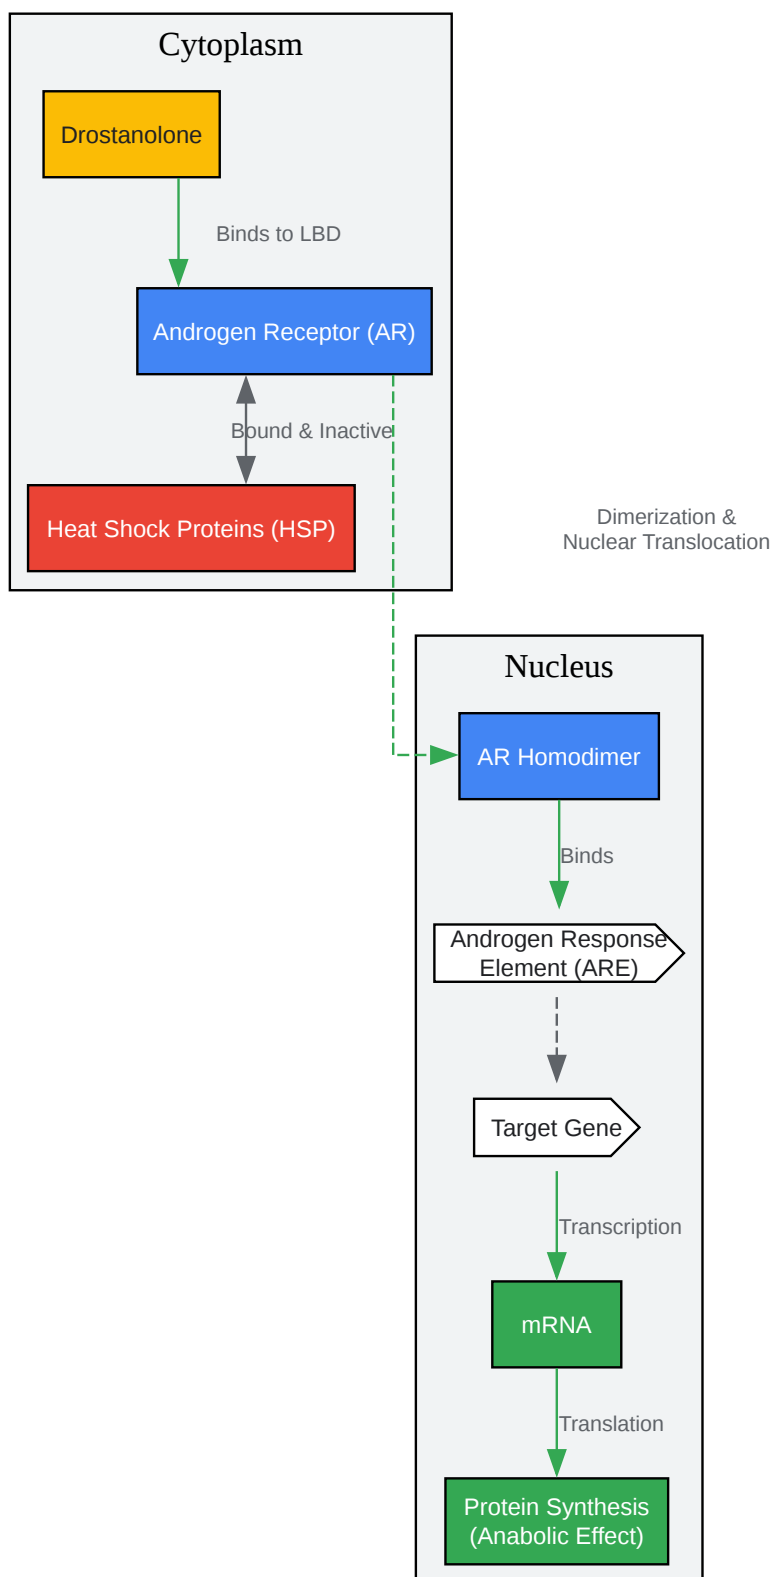 Cytoplasm
Drostanolone
Binds to LBD
Androgen Receptor (AR)
Bound & Inactive
Heat Shock Proteins (HSP)
Dimerization &
Nuclear Translocation
Nucleus
AR Homodimer
Binds
Androgen Response
Element (ARE)
Target Gene
Transcription
mRNA
Translation
Protein Synthesis
(Anabolic Effect)